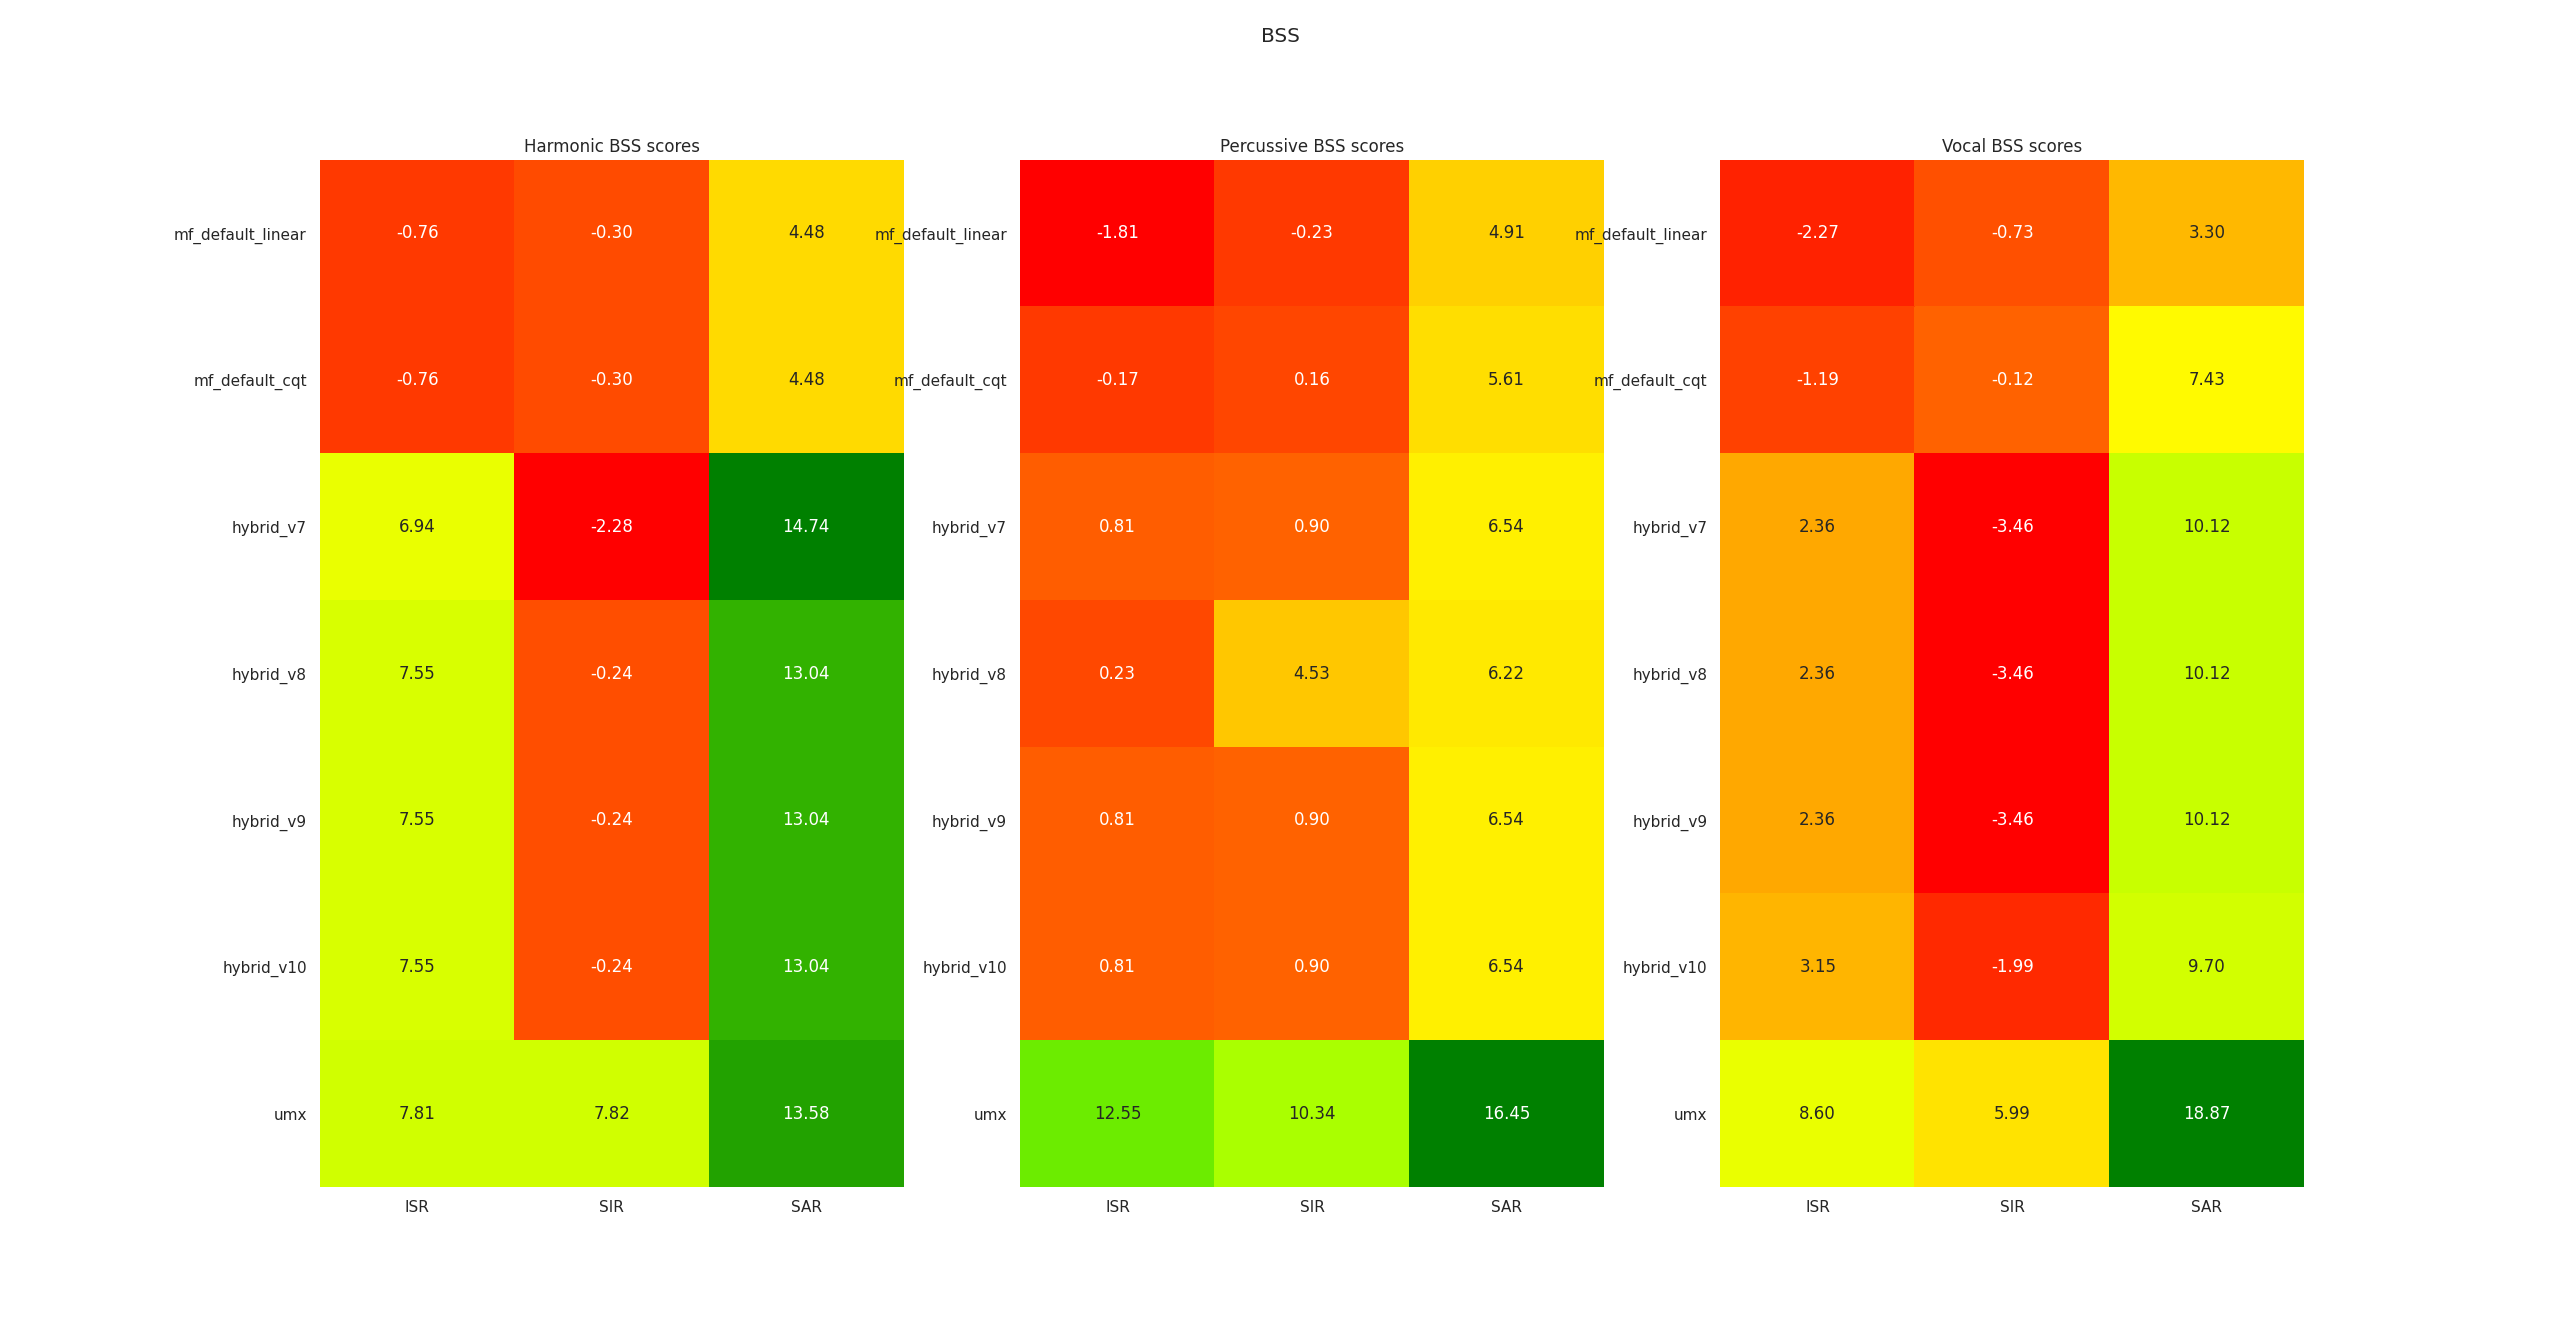 BSS
Harmonic BSS scores Percussive BSS scores Vocal BSS scores
mf_default_linear -0.76 -0.30 4.48 mf_default_linear -1.81 -0.23 4.91 mf_default_linear -2.27 -0.73 3.30
mf_default_cqt -0.76 -0.30 4.48 mf_default_cqt -0.17 0.16 5.61 mf_default_cqt -1.19 -0.12 7.43
hybrid_v7 6.94 -2.28 14.74 hybrid_v7 0.81 0.90 6.54 hybrid_v7 2.36 -3.46 10.12
hybrid_v8 7.55 -0.24 13.04 hybrid_v8 0.23 4.53 6.22 hybrid_v8 2.36 -3.46 10.12
hybrid_v9 7.55 -0.24 13.04 hybrid_v9 0.81 0.90 6.54 hybrid_v9 2.36 -3.46 10.12
hybrid_v10 7.55 -0.24 13.04 hybrid_v10 0.81 0.90 6.54 hybrid_v10 3.15 -1.99 9.70
umx 7.81 7.82 13.58 umx 12.55 10.34 16.45 umx 8.60 5.99 18.87
ISR SIR SAR ISR SIR SAR ISR SIR SAR